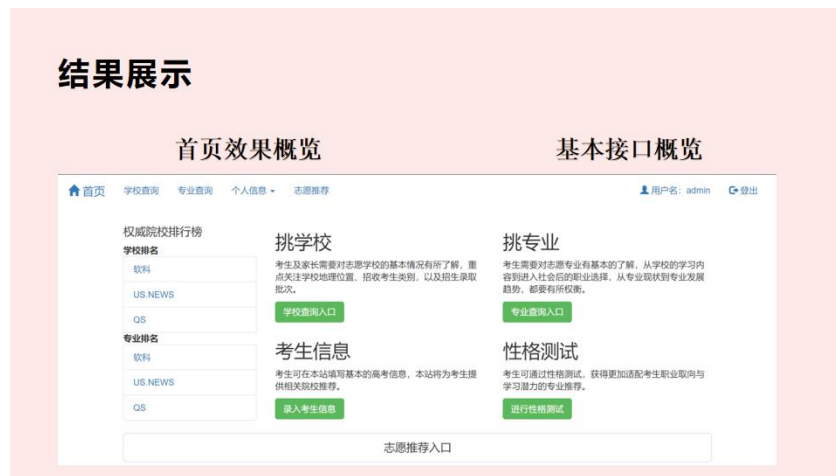 结果展示
首页效果概览
基本接口概览
首页 学校查询 专业查询 个人信息 志愿推荐 用户名：admin 登出
权威院校排行榜
学校排名
软科
US.NEWS
QS
专业排名
软科
US.NEWS
QS
挑学校
考生及家长需要对志愿学校的基本情况有所了解，重
点关注学校地理位置、招收考生类别，以及招生录取
批次。
学校查询入口
挑专业
考生需要对志愿专业有基本的了解，从学校的学习内
容到进入社会后的职业选择，从专业现状到专业发展
趋势，都要有所权衡。
专业查询入口
考生信息
考生可在本站填写基本的高考信息，本站将为考生提
供相关院校推荐。
录入考生信息
性格测试
考生可通过性格测试，获得更加适配考生职业取向与
学习潜力的专业推荐。
进行性格测试
志愿推荐入口